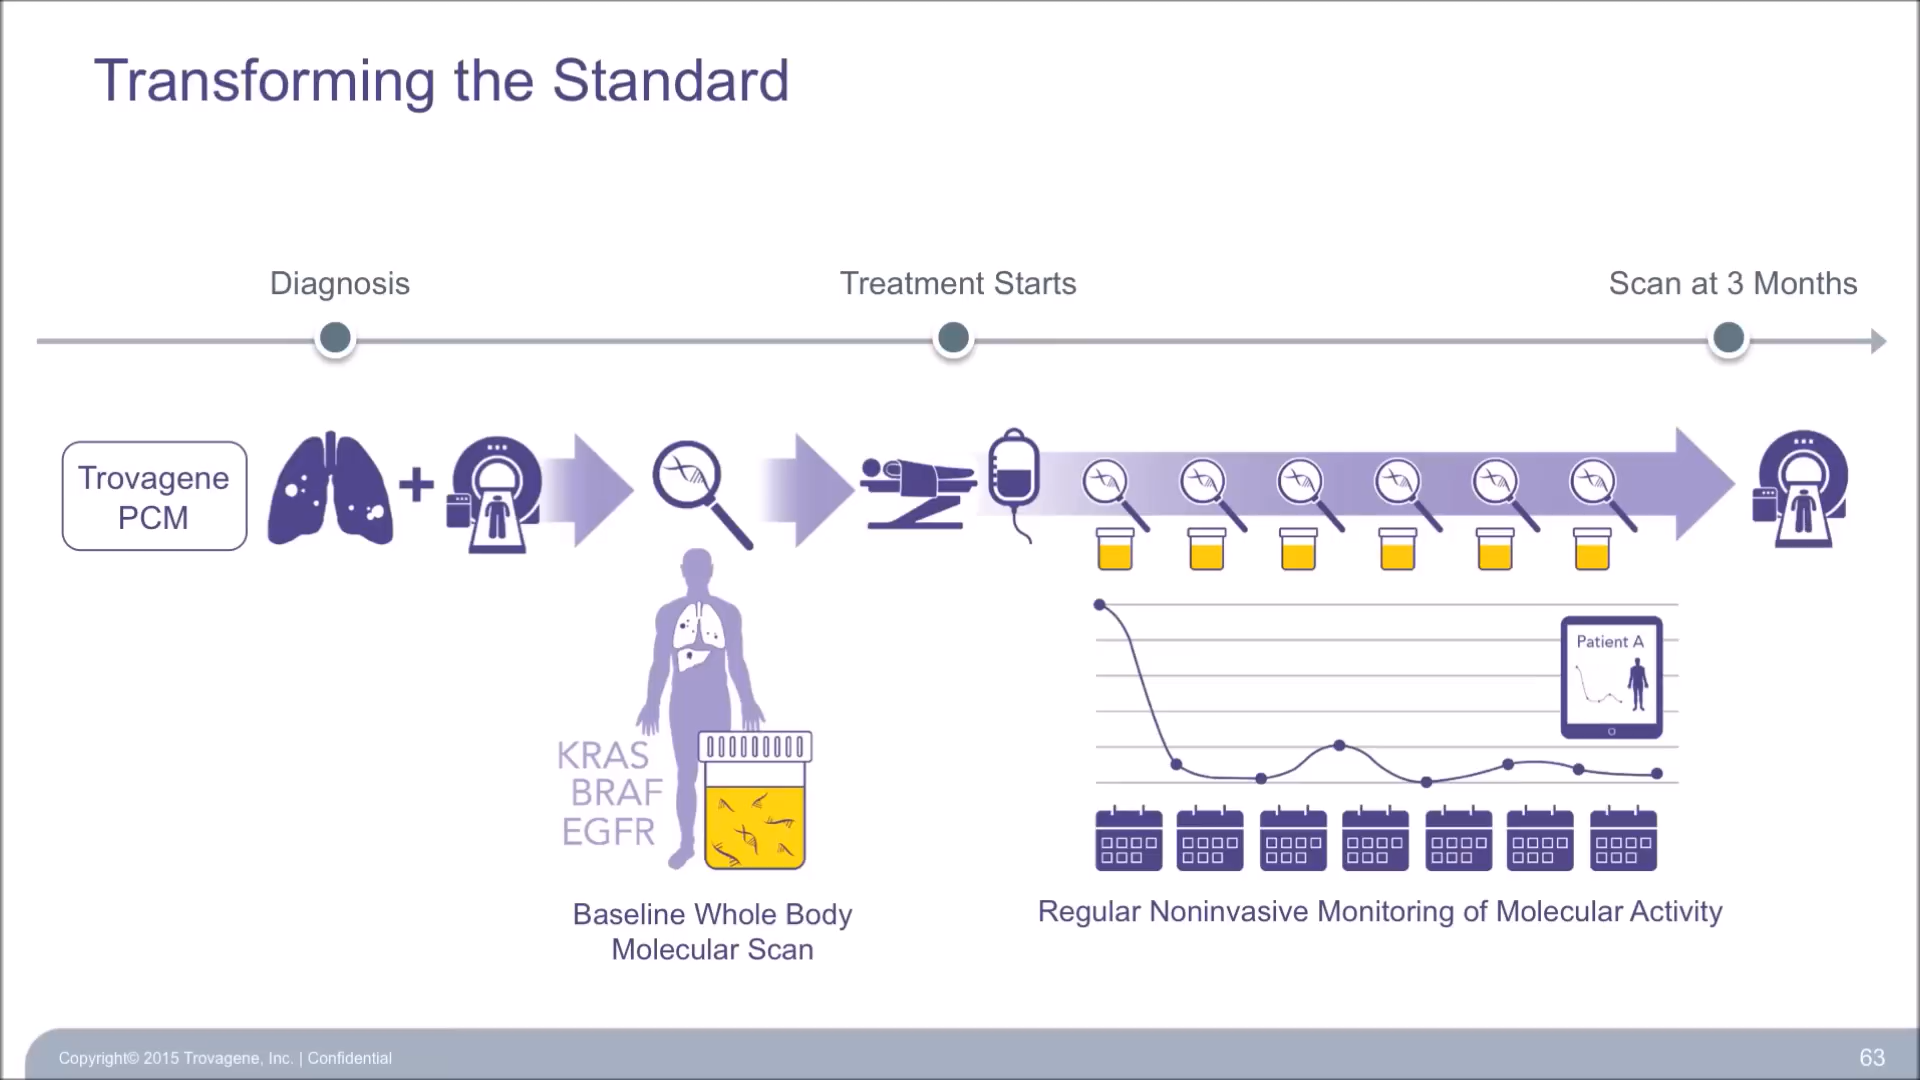 Transforming the Standard
Diagnosis
Treatment Starts
Scan at 3 Months
Trovagene
PCM
Patient A
KRAS
BRAF
EGFR
Baseline Whole Body
Molecular Scan
Regular Noninvasive Monitoring of Molecular Activity
Copyright© 2015 Trovagene, Inc. | Confidential
63